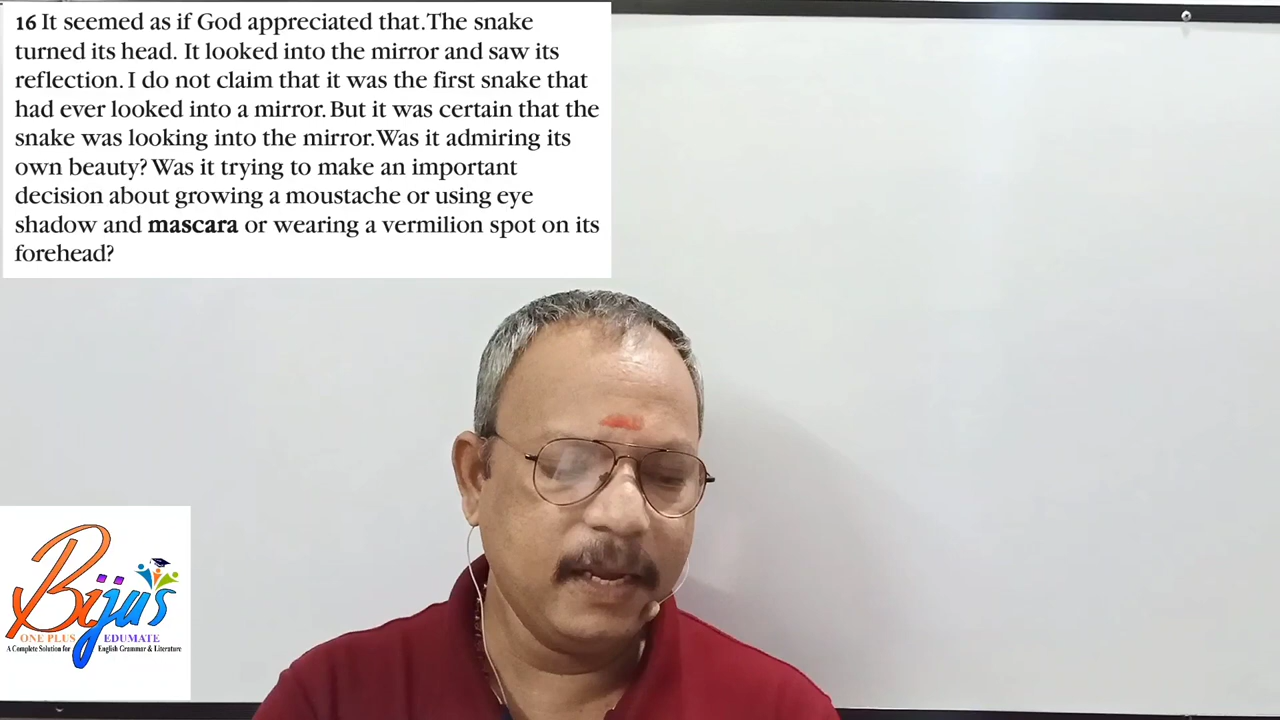 16 It seemed as if God appreciated that. The snake
turned its head. It looked into the mirror and saw its
reflection. I do not claim that it was the first snake that
had ever looked into a mirror. But it was certain that the
snake was looking into the mirror. Was it admiring its
own beauty? Was it trying to make an important
decision about growing a moustache or using eye
shadow and mascara or wearing a vermilion spot on its
forehead?
Bijus
ONE PLUS EDUMATE
A Complete Solution for English Grammar & Literature